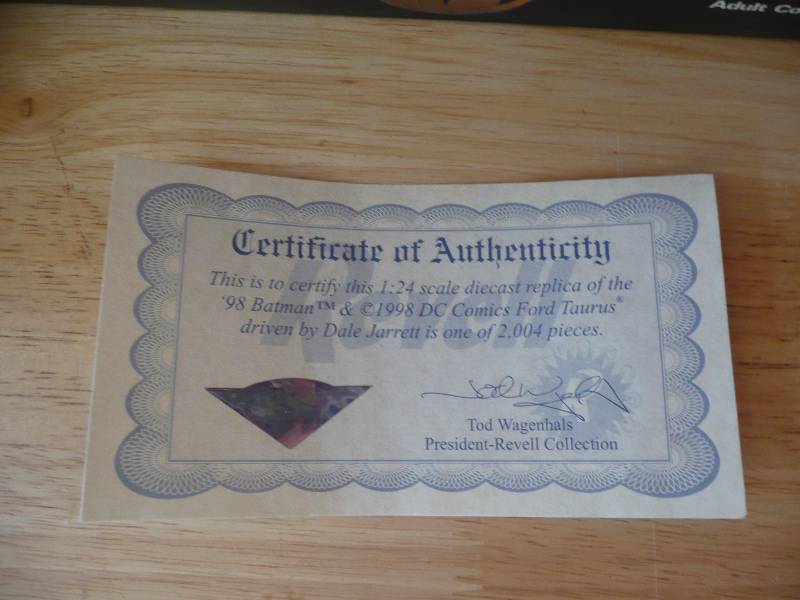 Adult Co
Certificate of Authenticity
Revell
This is to certify this 1:24 scale diecast replica of the
'98 Batman™ & ©1998 DC Comics Ford Taurus®
driven by Dale Jarrett is one of 2,004 pieces.
Tod Wagenhals
President-Revell Collection